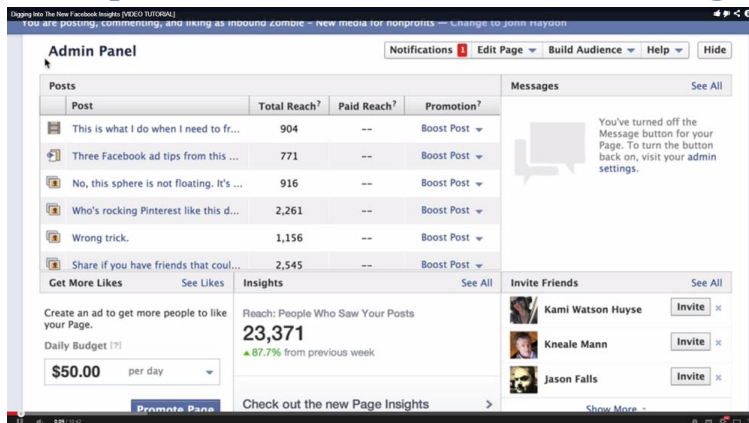 Digging Into The New Facebook Insights [VIDEO TUTORIAL]
You are posting, commenting, and liking as Inbound Zombie - New media for nonprofits — Change to John Haydon
Admin Panel
Notifications 1 Edit Page Build Audience Help Hide
Posts
Post Total Reach? Paid Reach? Promotion?
This is what I do when I need to fr... 904 -- Boost Post
Three Facebook ad tips from this ... 771 -- Boost Post
No, this sphere is not floating. It's ... 916 -- Boost Post
Who's rocking Pinterest like this d... 2,261 -- Boost Post
Wrong trick. 1,156 -- Boost Post
Share if you have friends that coul... 2,545 -- Boost Post
Messages See All
You've turned off the
Message button for your
Page. To turn the button
back on, visit your admin
settings.
Get More Likes See Likes
Create an ad to get more people to like
your Page.
Daily Budget [?]
$50.00 per day
Promote Page
Insights See All
Reach: People Who Saw Your Posts
23,371
87.7% from previous week
Check out the new Page Insights >
Invite Friends See All
Kami Watson Huyse Invite x
Kneale Mann Invite x
Jason Falls Invite x
Show More